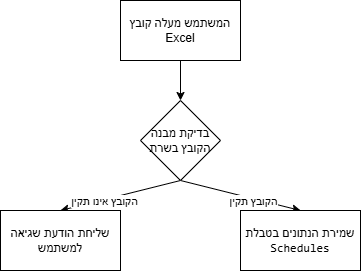 המשתמש מעלה קובץ
Excel
בדיקת מבנה
הקובץ בשרת
הקובץ תקין
הקובץ אינו תקין
שמירת הנתונים בטבלת
Schedules
שליחת הודעת שגיאה
למשתמש